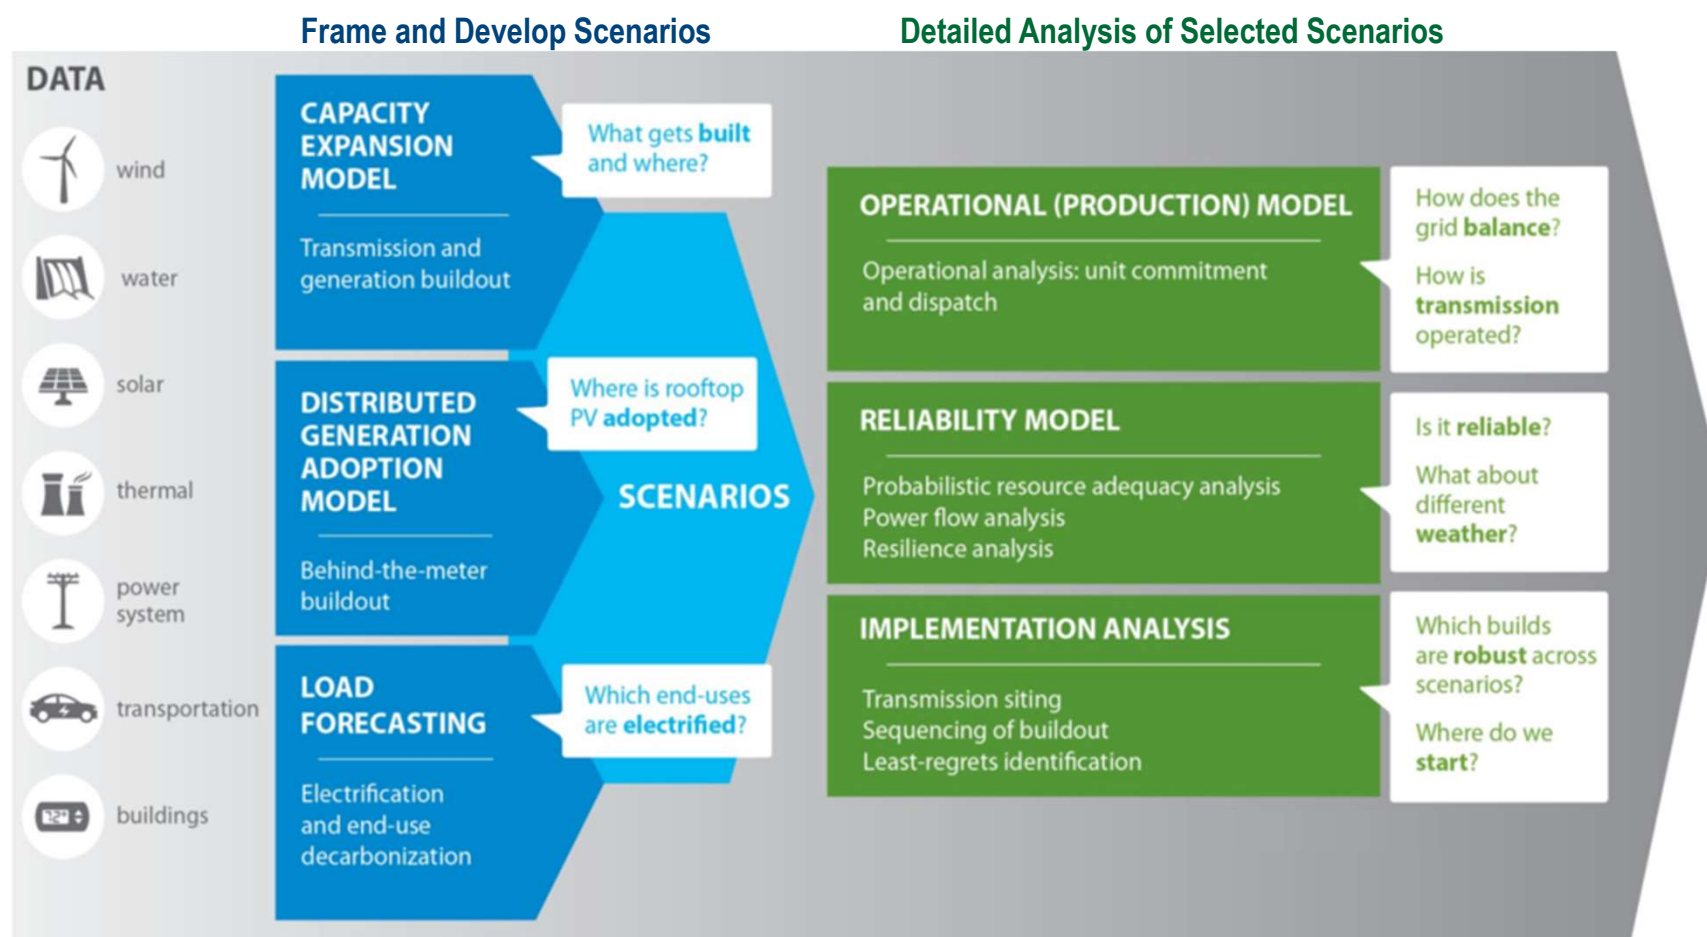 Frame and Develop Scenarios
Detailed Analysis of Selected Scenarios
DATA
wind
water
solar
thermal
power
system
transportation
72°
buildings
CAPACITY
EXPANSION
MODEL
Transmission and
generation buildout
What gets built
and where?
DISTRIBUTED
GENERATION
ADOPTION
MODEL
Behind-the-meter
buildout
Where is rooftop
PV adopted?
LOAD
FORECASTING
Electrification
and end-use
decarbonization
Which end-uses
are electrified?
SCENARIOS
OPERATIONAL (PRODUCTION) MODEL
Operational analysis: unit commitment
and dispatch
How does the
grid balance?
How is
transmission
operated?
RELIABILITY MODEL
Probabilistic resource adequacy analysis
Power flow analysis
Resilience analysis
Is it reliable?
What about
different
weather?
IMPLEMENTATION ANALYSIS
Transmission siting
Sequencing of buildout
Least-regrets identification
Which builds
are robust across
scenarios?
Where do we
start?